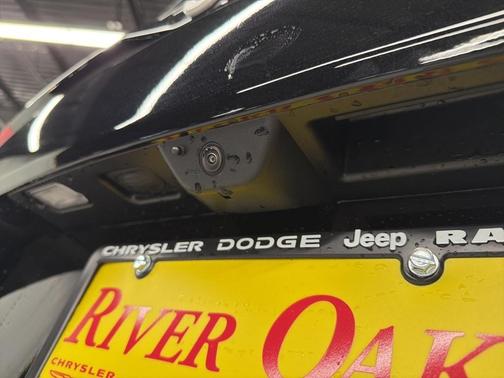 CHRYSLER DODGE Jeep RA
RIVER OAK
CHRYSLER